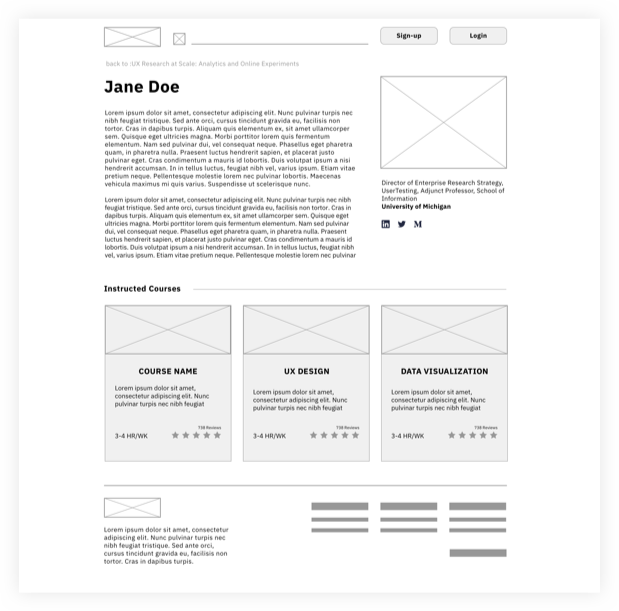 Sign-up
Login
back to :UX Research at Scale: Analytics and Online Experiments
Jane Doe
Lorem ipsum dolor sit amet, consectetur adipiscing elit. Nunc pulvinar turpis nec
nibh feugiat tristique. Sed ante orci, cursus tincidunt gravida eu, facilisis non
tortor. Cras in dapibus turpis. Aliquam quis elementum ex, sit amet ullamcorper
sem. Quisque eget ultricies magna. Morbi porttitor lorem quis fermentum
elementum. Nam sed pulvinar dui, vel consequat neque. Phasellus eget pharetra
quam, in pharetra nulla. Praesent luctus hendrerit sapien, et placerat justo
pulvinar eget. Cras condimentum a mauris id lobortis. Duis volutpat ipsum a nisi
hendrerit accumsan. In in tellus luctus, feugiat nibh vel, varius ipsum. Etiam vitae
pretium neque. Pellentesque molestie lorem nec pulvinar lobortis. Maecenas
vehicula maximus mi quis varius. Suspendisse ut scelerisque nunc.
Lorem ipsum dolor sit amet, consectetur adipiscing elit. Nunc pulvinar turpis nec nibh
feugiat tristique. Sed ante orci, cursus tincidunt gravida eu, facilisis non tortor. Cras in
dapibus turpis. Aliquam quis elementum ex, sit amet ullamcorper sem. Quisque eget
ultricies magna. Morbi porttitor lorem quis fermentum elementum. Nam sed pulvinar
dui, vel consequat neque. Phasellus eget pharetra quam, in pharetra nulla. Praesent
luctus hendrerit sapien, et placerat justo pulvinar eget. Cras condimentum a mauris id
lobortis. Duis volutpat ipsum a nisi hendrerit accumsan. In in tellus luctus, feugiat nibh
vel, varius ipsum. Etiam vitae pretium neque. Pellentesque molestie lorem nec pulvinar
Director of Enterprise Research Strategy,
UserTesting, Adjunct Professor, School of
Information
University of Michigan
Instructed Courses
COURSE NAME
Lorem ipsum dolor sit amet,
consectetur adipiscing elit. Nunc
pulvinar turpis nec nibh feugiat
738 Reviews
3-4 HR/WK
UX DESIGN
Lorem ipsum dolor sit amet,
consectetur adipiscing elit. Nunc
pulvinar turpis nec nibh feugiat
738 Reviews
3-4 HR/WK
DATA VISUALIZATION
Lorem ipsum dolor sit amet,
consectetur adipiscing elit. Nunc
pulvinar turpis nec nibh feugiat
738 Reviews
3-4 HR/WK
Lorem ipsum dolor sit amet, consectetur
adipiscing elit. Nunc pulvinar turpis nec
nibh feugiat tristique. Sed ante orci,
cursus tincidunt gravida eu, facilisis non
tortor. Cras in dapibus turpis.